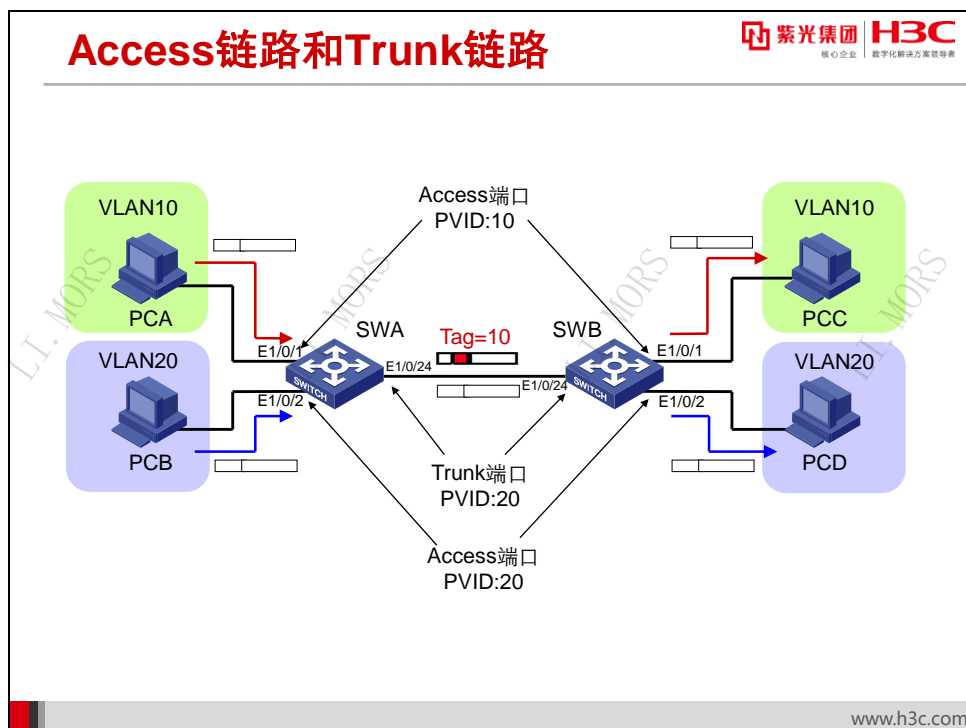 Access链路和Trunk链路
紫光集团 H3C
核心企业 数字化解决方案领导者
Access端口
PVID:10
VLAN10
VLAN10
PCA
PCC
SWA
SWB
Tag=10
E1/0/1
E1/0/24
E1/0/24
E1/0/1
VLAN20
VLAN20
SWITCH
SWITCH
E1/0/2
E1/0/2
PCB
PCD
Trunk端口
PVID:20
Access端口
PVID:20
LI. MORS
MORS
MORS
MORS
www.h3c.com